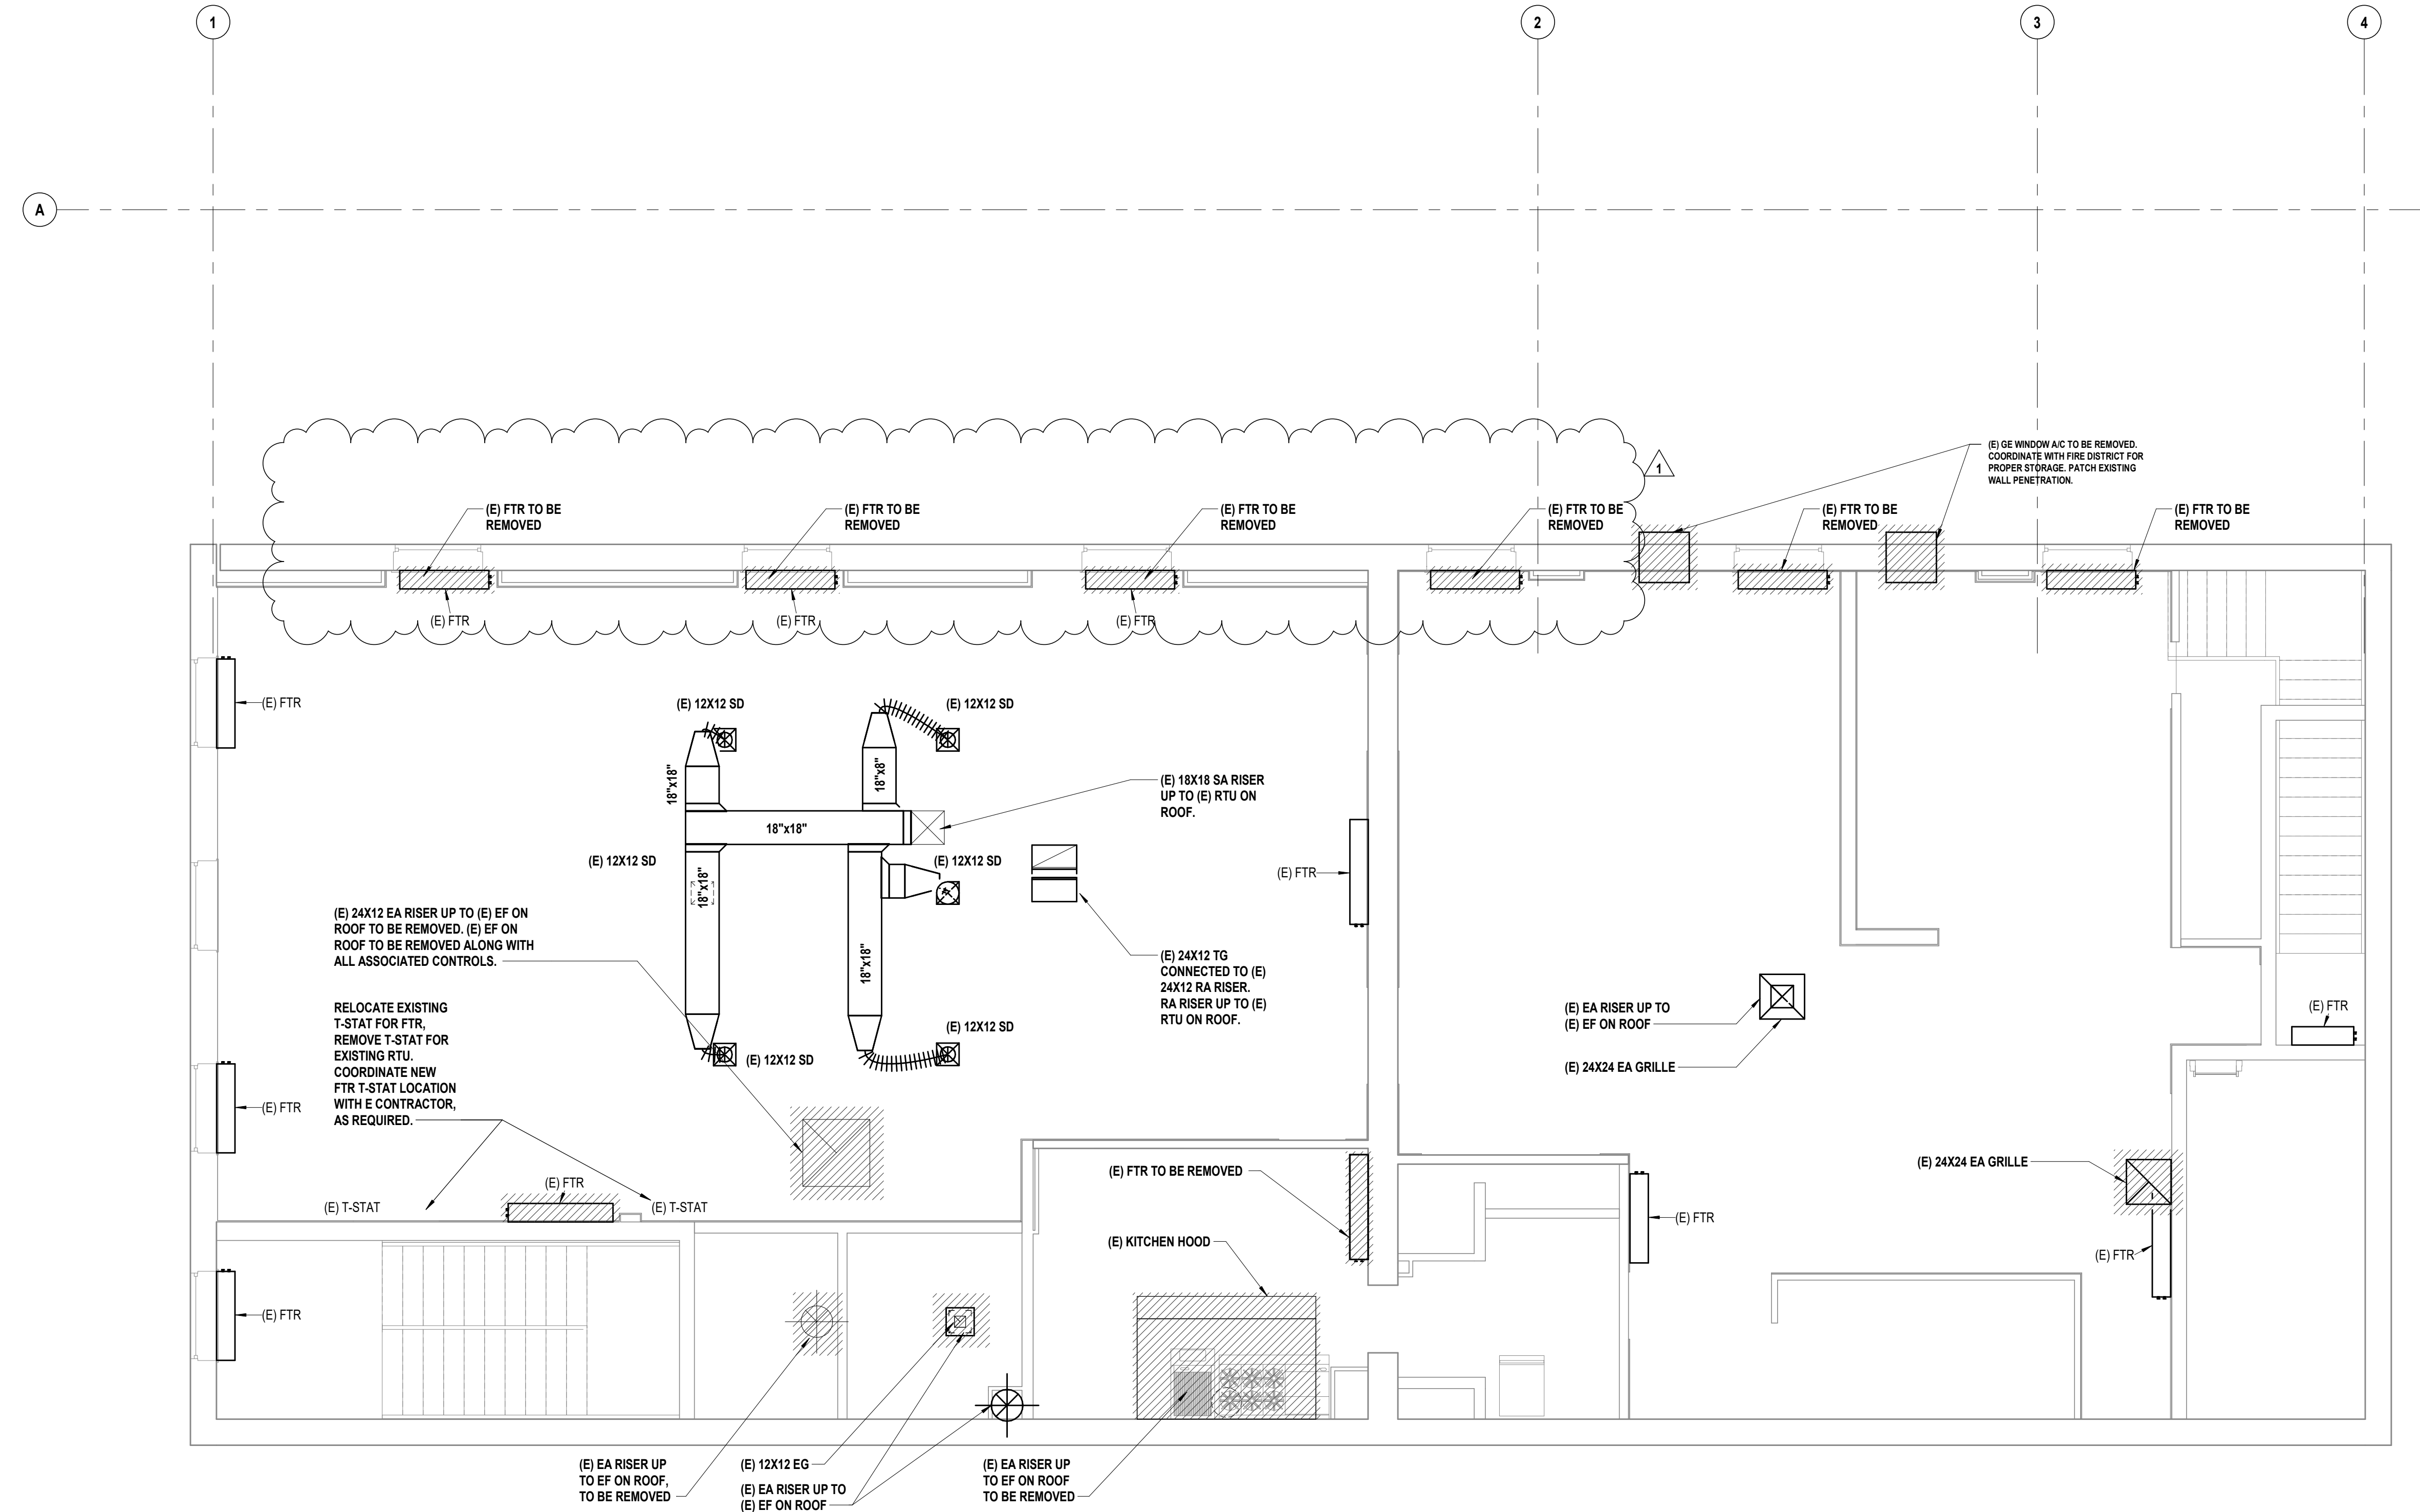 1
2
3
4
A
(E) GE WINDOW A/C TO BE REMOVED.
COORDINATE WITH FIRE DISTRICT FOR
PROPER STORAGE. PATCH EXISTING
WALL PENETRATION.
1
(E) FTR TO BE
REMOVED
(E) FTR TO BE
REMOVED
(E) FTR TO BE
REMOVED
(E) FTR TO BE
REMOVED
(E) FTR TO BE
REMOVED
(E) FTR TO BE
REMOVED
(E) FTR
(E) FTR
(E) FTR
(E) FTR
(E) 12X12 SD
(E) 12X12 SD
18"x18"
18"x8"
(E) 18X18 SA RISER
UP TO (E) RTU ON
ROOF.
18"x18"
(E) 12X12 SD
(E) 12X12 SD
(E) FTR
18"x18"
(E) 24X12 EA RISER UP TO (E) EF ON
ROOF TO BE REMOVED. (E) EF ON
ROOF TO BE REMOVED ALONG WITH
ALL ASSOCIATED CONTROLS.
18"x18"
(E) 24X12 TG
CONNECTED TO (E)
24X12 RA RISER.
RA RISER UP TO (E)
RTU ON ROOF.
RELOCATE EXISTING
T-STAT FOR FTR,
REMOVE T-STAT FOR
EXISTING RTU.
COORDINATE NEW
FTR T-STAT LOCATION
WITH E CONTRACTOR,
AS REQUIRED.
(E) 12X12 SD
(E) 12X12 SD
(E) EA RISER UP TO
(E) EF ON ROOF
(E) 24X24 EA GRILLE
(E) FTR
(E) FTR
(E) FTR
(E) T-STAT
(E) T-STAT
(E) FTR TO BE REMOVED
(E) 24X24 EA GRILLE
(E) FTR
(E) KITCHEN HOOD
(E) FTR
(E) FTR
(E) EA RISER UP
TO EF ON ROOF,
TO BE REMOVED
(E) 12X12 EG
(E) EA RISER UP TO
(E) EF ON ROOF
(E) EA RISER UP
TO EF ON ROOF
TO BE REMOVED